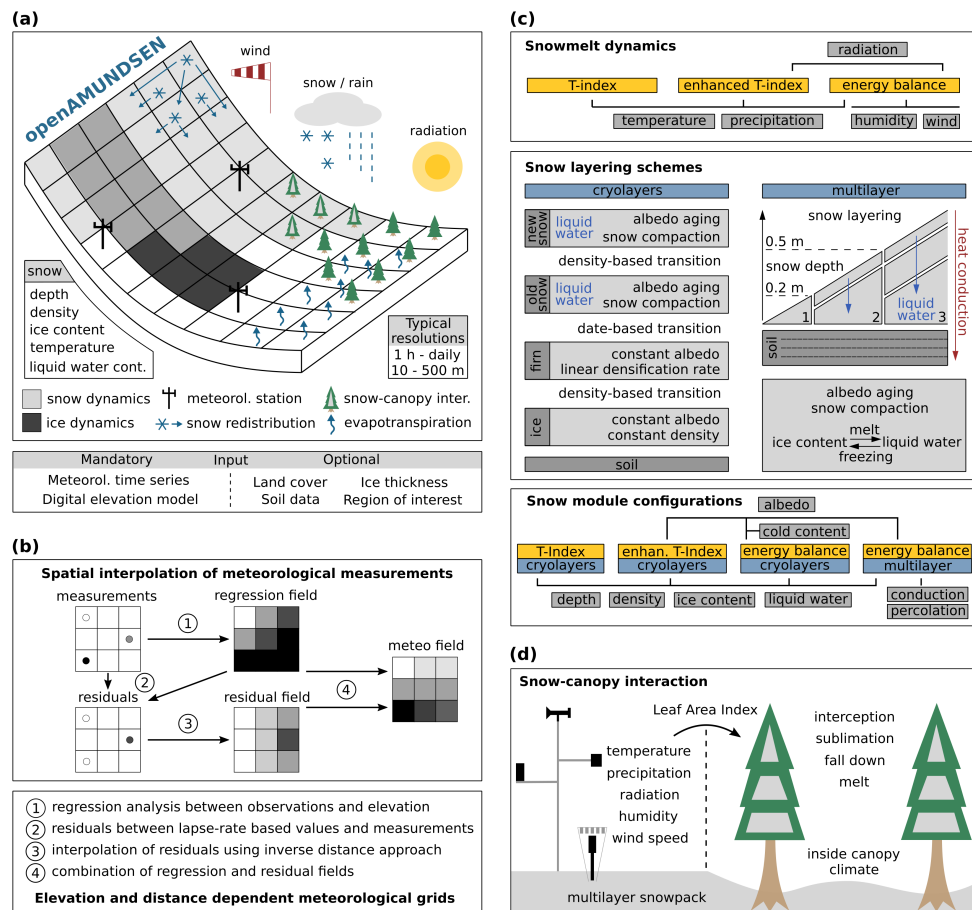 (a)
openAMUNDSEN
wind
snow / rain
radiation
snow
depth
density
ice content
temperature
liquid water cont.
Typical
resolutions
1 h - daily
10 - 500 m
snow dynamics
meteorol. station
snow-canopy inter.
ice dynamics
snow redistribution
evapotranspiration
Mandatory Input Optional
Meteorol. time series
Digital elevation model
Land cover
Soil data
Ice thickness
Region of interest
(b)
Spatial interpolation of meteorological measurements
measurements
regression field
1
meteo field
2
residuals
residual field
4
3
1 regression analysis between observations and elevation
2 residuals between lapse-rate based values and measurements
3 interpolation of residuals using inverse distance approach
4 combination of regression and residual fields
Elevation and distance dependent meteorological grids
(c)
Snowmelt dynamics
radiation
T-index
enhanced T-index
energy balance
temperature
precipitation
humidity
wind
Snow layering schemes
cryolayers
new
snow
liquid
water
albedo aging
snow compaction
density-based transition
old
snow
liquid
water
albedo aging
snow compaction
date-based transition
firn
constant albedo
linear densification rate
density-based transition
ice
constant albedo
constant density
soil
multilayer
snow layering
0.5 m
snow depth
0.2 m
liquid
water
1
2
3
heat conduction
soil
albedo aging
snow compaction
melt
ice content
liquid water
freezing
Snow module configurations
albedo
cold content
T-Index
cryolayers
enhan. T-Index
cryolayers
energy balance
cryolayers
energy balance
multilayer
depth
density
ice content
liquid water
conduction
percolation
(d)
Snow-canopy interaction
Leaf Area Index
temperature
precipitation
radiation
humidity
wind speed
interception
sublimation
fall down
melt
inside canopy
climate
multilayer snowpack